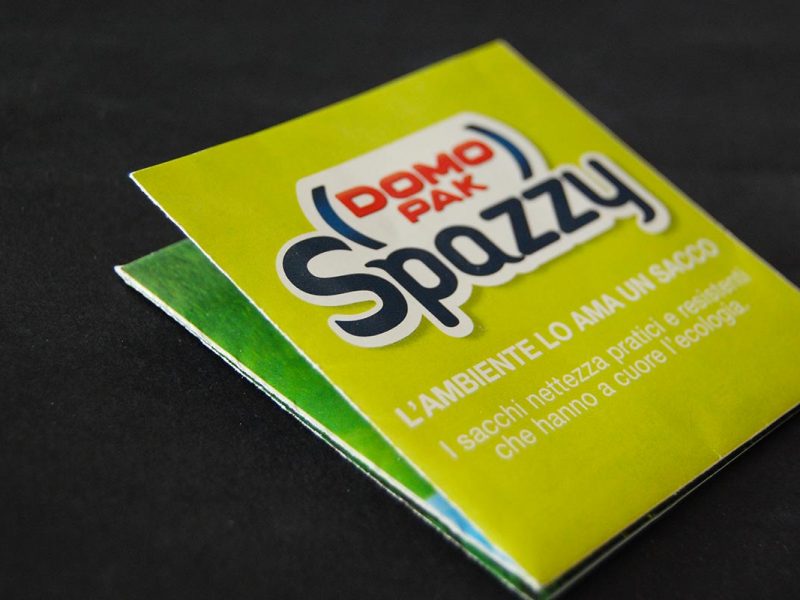 DOMO
PAK
Spazzy
L'AMBIENTE LO AMA UN SACCO
I sacchi nettezza pratici e resistenti
che hanno a cuore l'ecologia.